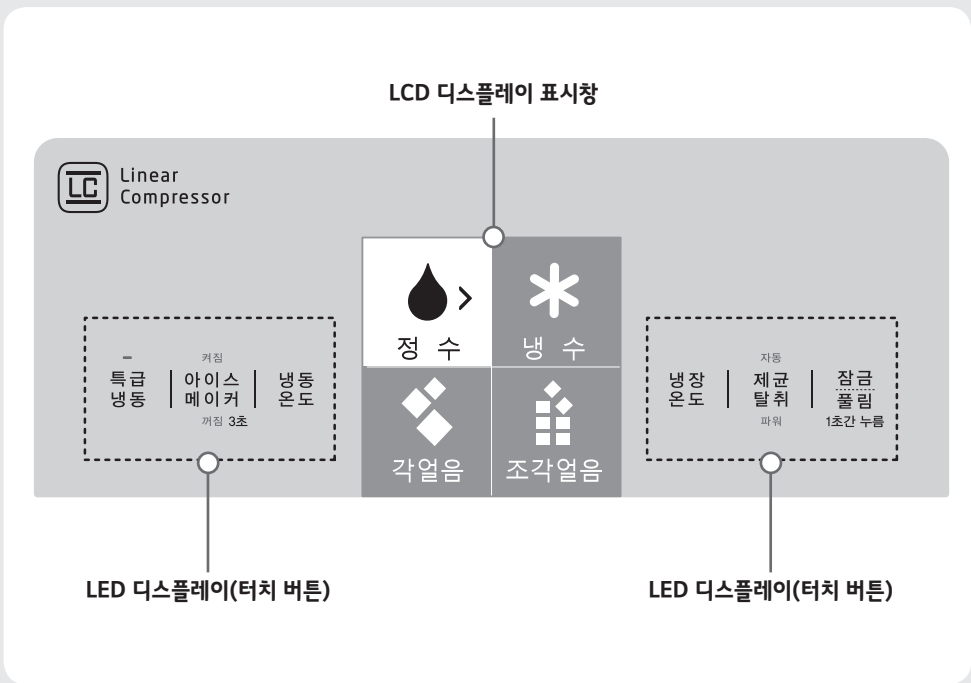 LCD 디스플레이 표시창
LC
Linear
Compressor
정 수
냉 수
각얼음
조각얼음
특급
냉동
켜짐
아이스
메이커
꺼짐 3초
냉동
온도
냉장
온도
자동
제균
탈취
파워
잠금
풀림
1초간 누름
LED 디스플레이(터치 버튼)
LED 디스플레이(터치 버튼)